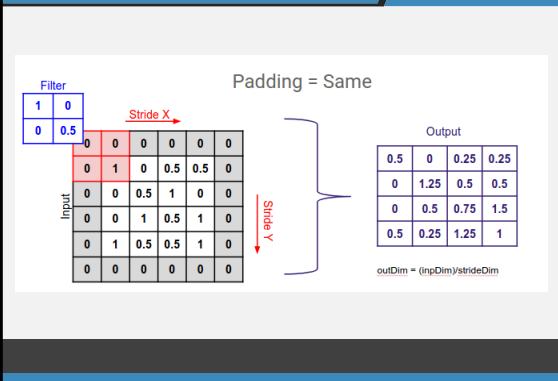 Padding = Same
Filter
1 0
0 0.5
Stride X
Input
0 0 0 0 0 0
0 1 0 0.5 0.5 0
0 0 0.5 1 0 0
0 0 1 0.5 1 0
0 1 0.5 0.5 1 0
0 0 0 0 0 0
Stride Y
Output
0.5 0 0.25 0.25
0 1.25 0.5 0.5
0 0.5 0.75 1.5
0.5 0.25 1.25 1
outDim = (inpDim)/strideDim